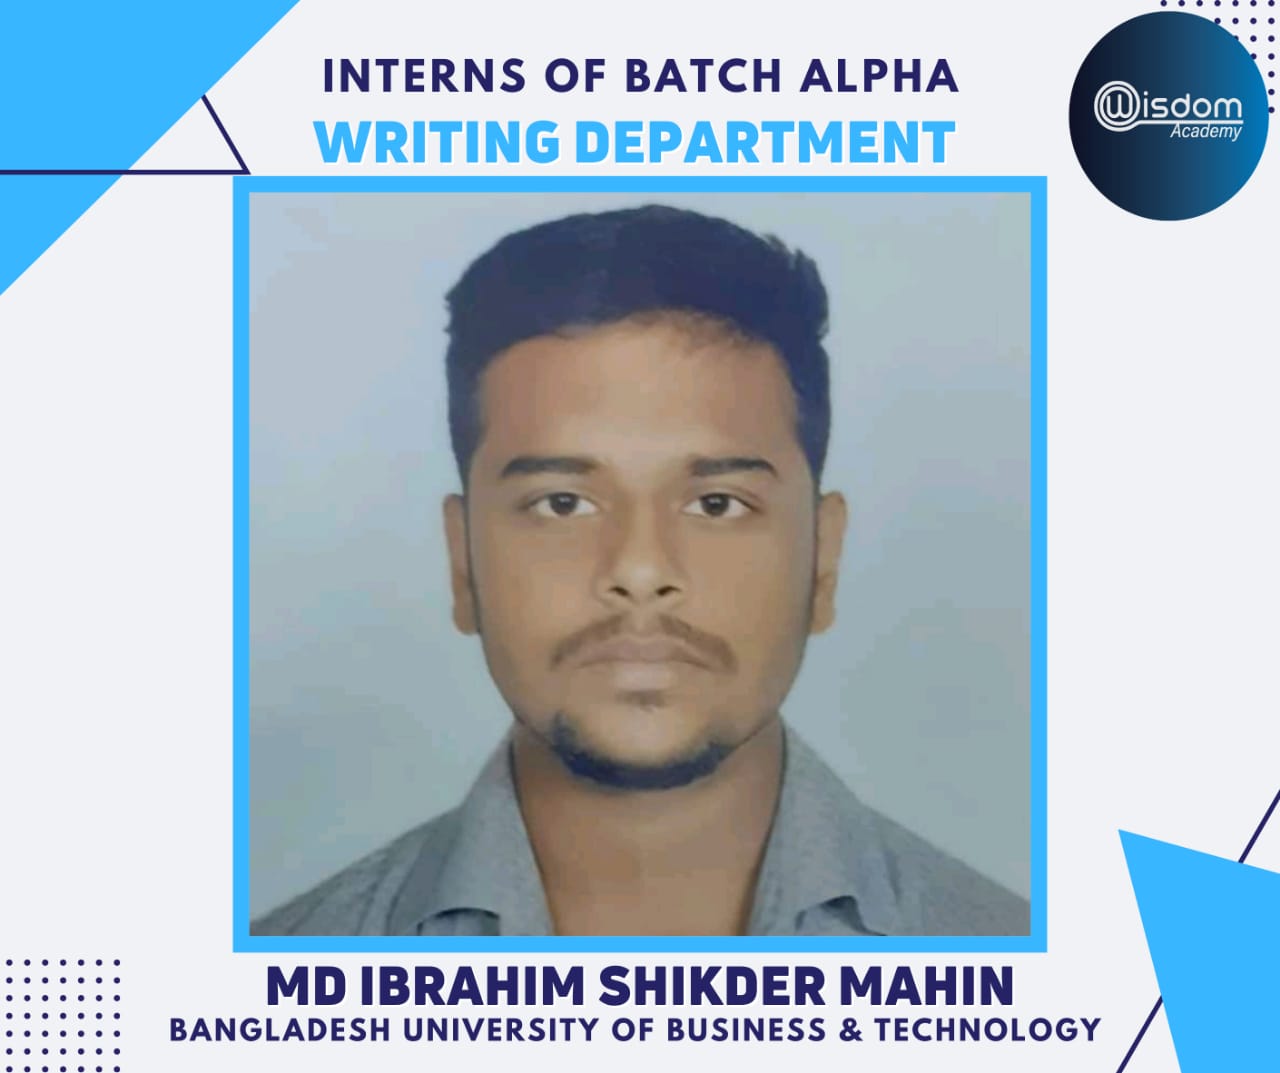 INTERNS OF BATCH ALPHA
WRITING DEPARTMENT
Wisdom
Academy
MD IBRAHIM SHIKDER MAHIN
BANGLADESH UNIVERSITY OF BUSINESS & TECHNOLOGY